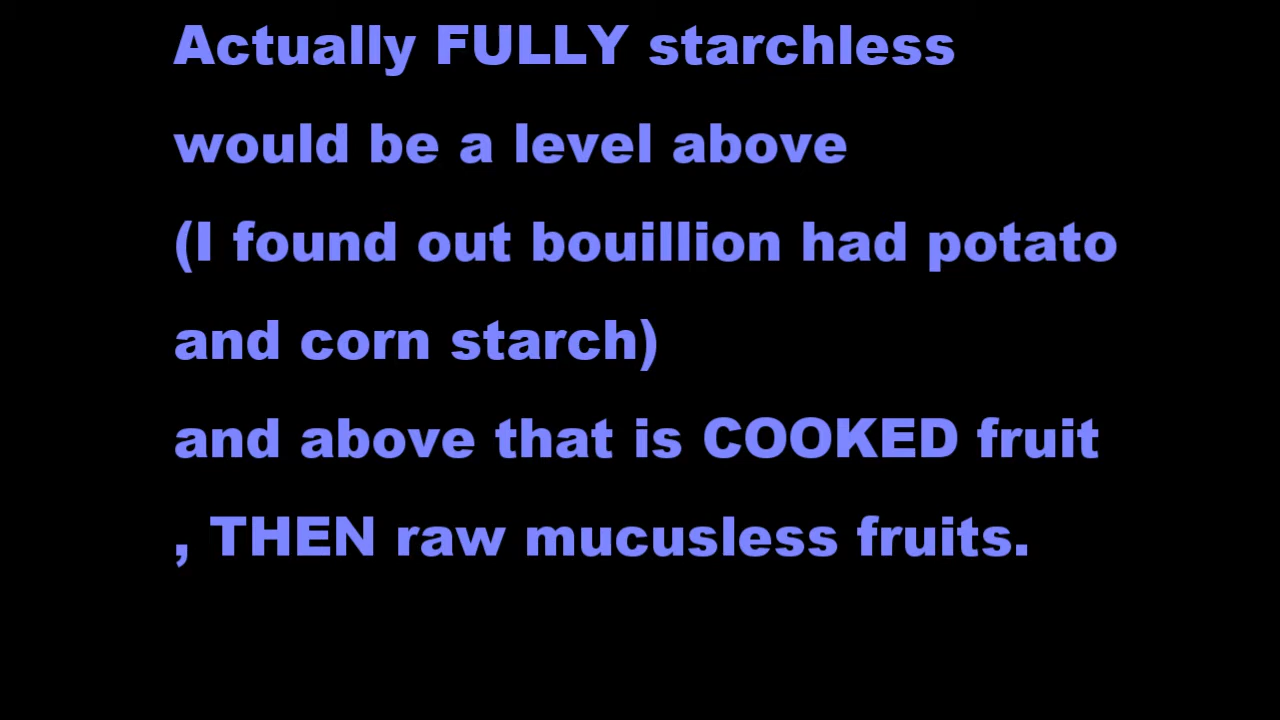 Actually FULLY starchless
would be a level above
(I found out bouillion had potato
and corn starch)
and above that is COOKED fruit
, THEN raw mucusless fruits.